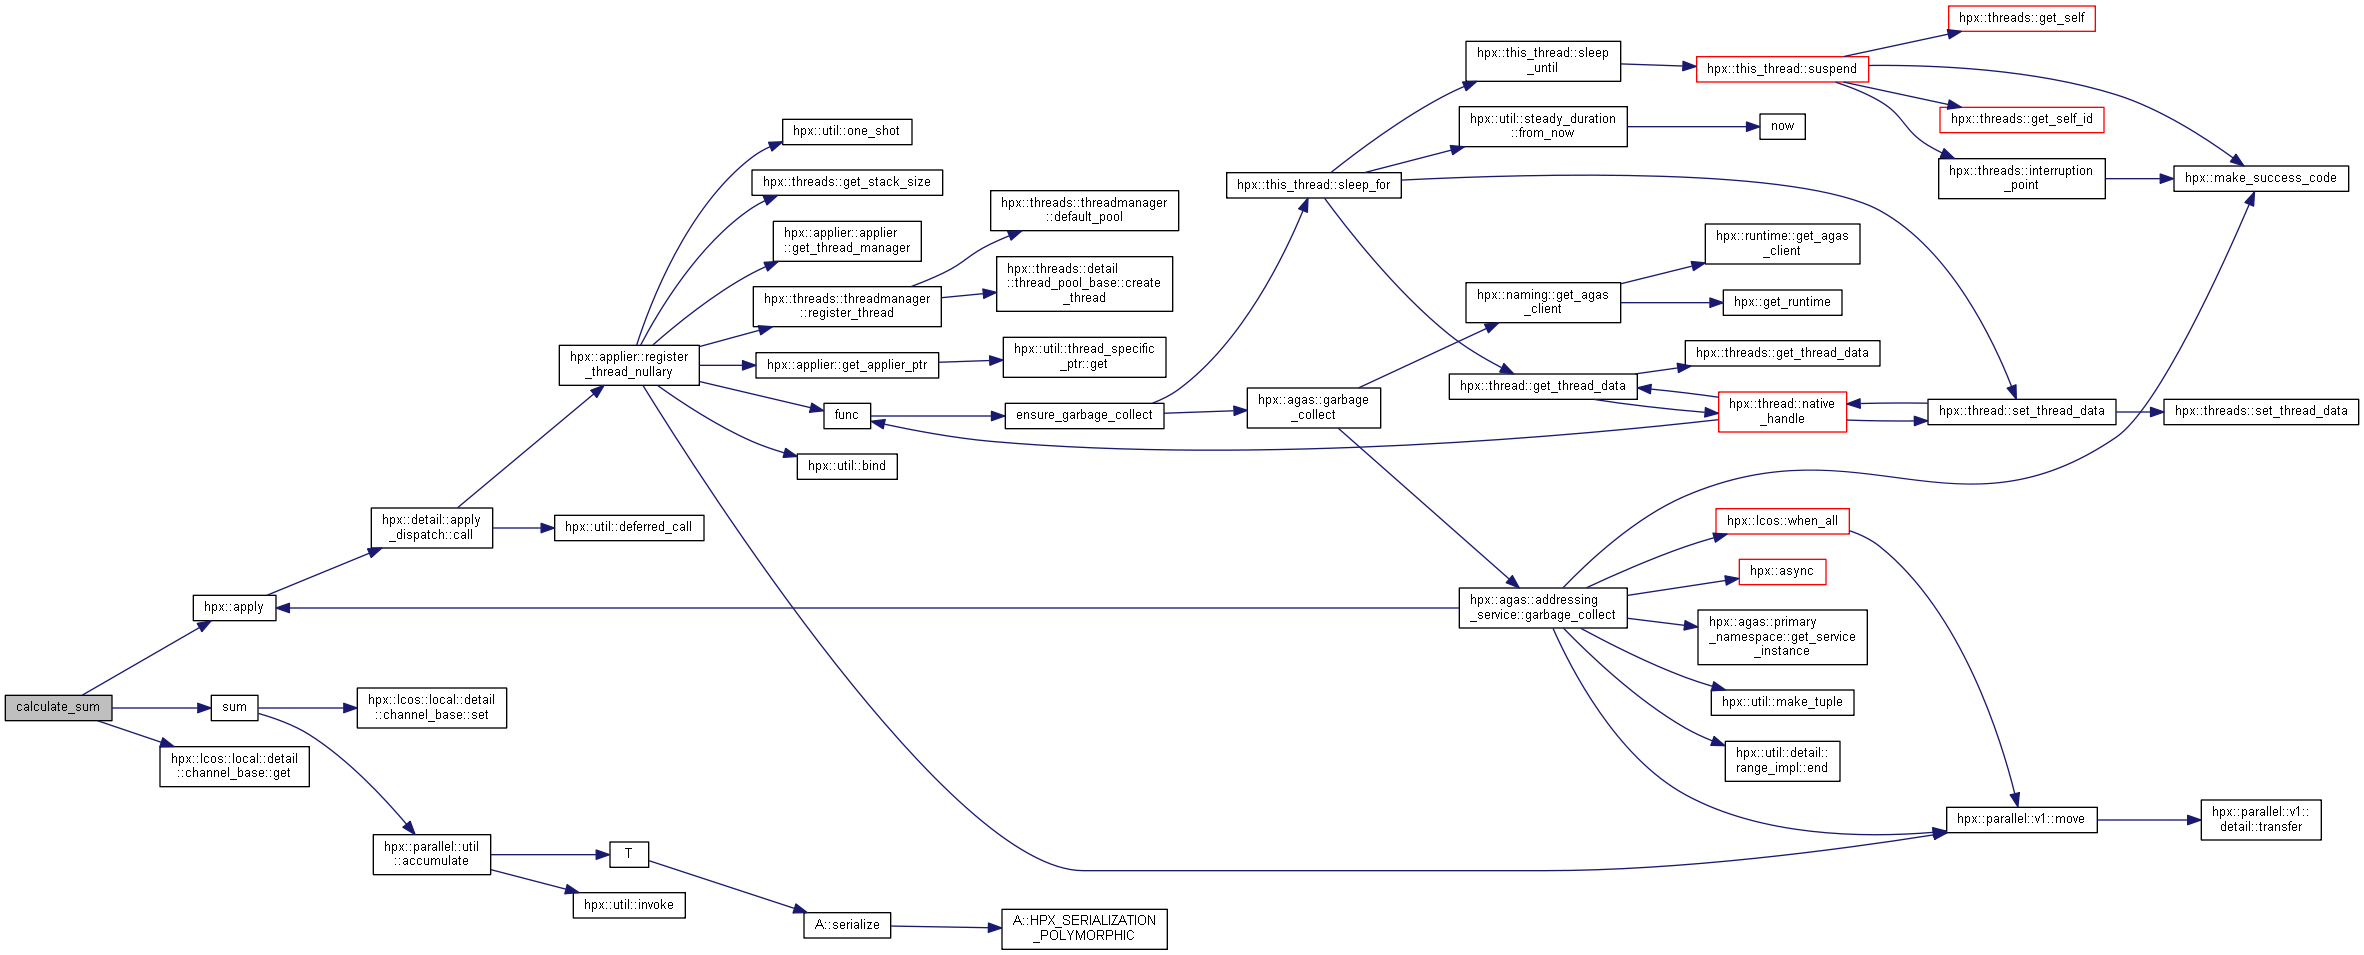 calculate_sum
hpx::apply
sum
hpx::lcos::local::detail
::channel_base::get
hpx::detail::apply
_dispatch::call
hpx::lcos::local::detail
::channel_base::set
hpx::parallel::util
::accumulate
hpx::applier::register
_thread_nullary
hpx::util::deferred_call
T
hpx::util::invoke
hpx::util::one_shot
hpx::threads::get_stack_size
hpx::applier::applier
::get_thread_manager
hpx::threads::threadmanager
::register_thread
hpx::applier::get_applier_ptr
func
hpx::util::bind
A::serialize
hpx::threads::threadmanager
::default_pool
hpx::threads::detail
::thread_pool_base::create
_thread
hpx::util::thread_specific
_ptr::get
ensure_garbage_collect
A::HPX_SERIALIZATION
_POLYMORPHIC
hpx::this_thread::sleep_for
hpx::agas::garbage
_collect
hpx::this_thread::sleep
_until
hpx::util::steady_duration
::from_now
hpx::naming::get_agas
_client
hpx::thread::get_thread_data
hpx::agas::addressing
_service::garbage_collect
hpx::this_thread::suspend
now
hpx::runtime::get_agas
_client
hpx::get_runtime
hpx::threads::get_thread_data
hpx::thread::native
_handle
hpx::lcos::when_all
hpx::async
hpx::agas::primary
_namespace::get_service
_instance
hpx::util::make_tuple
hpx::util::detail::
range_impl::end
hpx::threads::get_self
hpx::threads::get_self_id
hpx::threads::interruption
_point
hpx::thread::set_thread_data
hpx::parallel::v1::move
hpx::make_success_code
hpx::threads::set_thread_data
hpx::parallel::v1::
detail::transfer